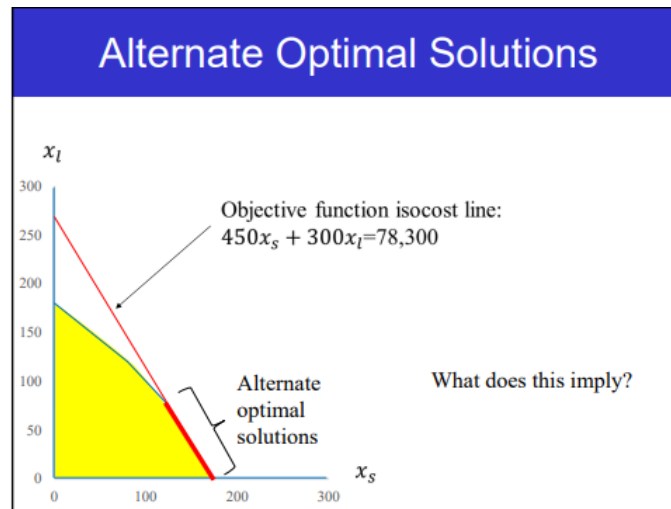 Alternate Optimal Solutions
x_l
300
250
200
150
100
50
0
0
100
200
300
x_s
Objective function isocost line:
450x_s + 300x_l=78,300
Alternate
optimal
solutions
What does this imply?